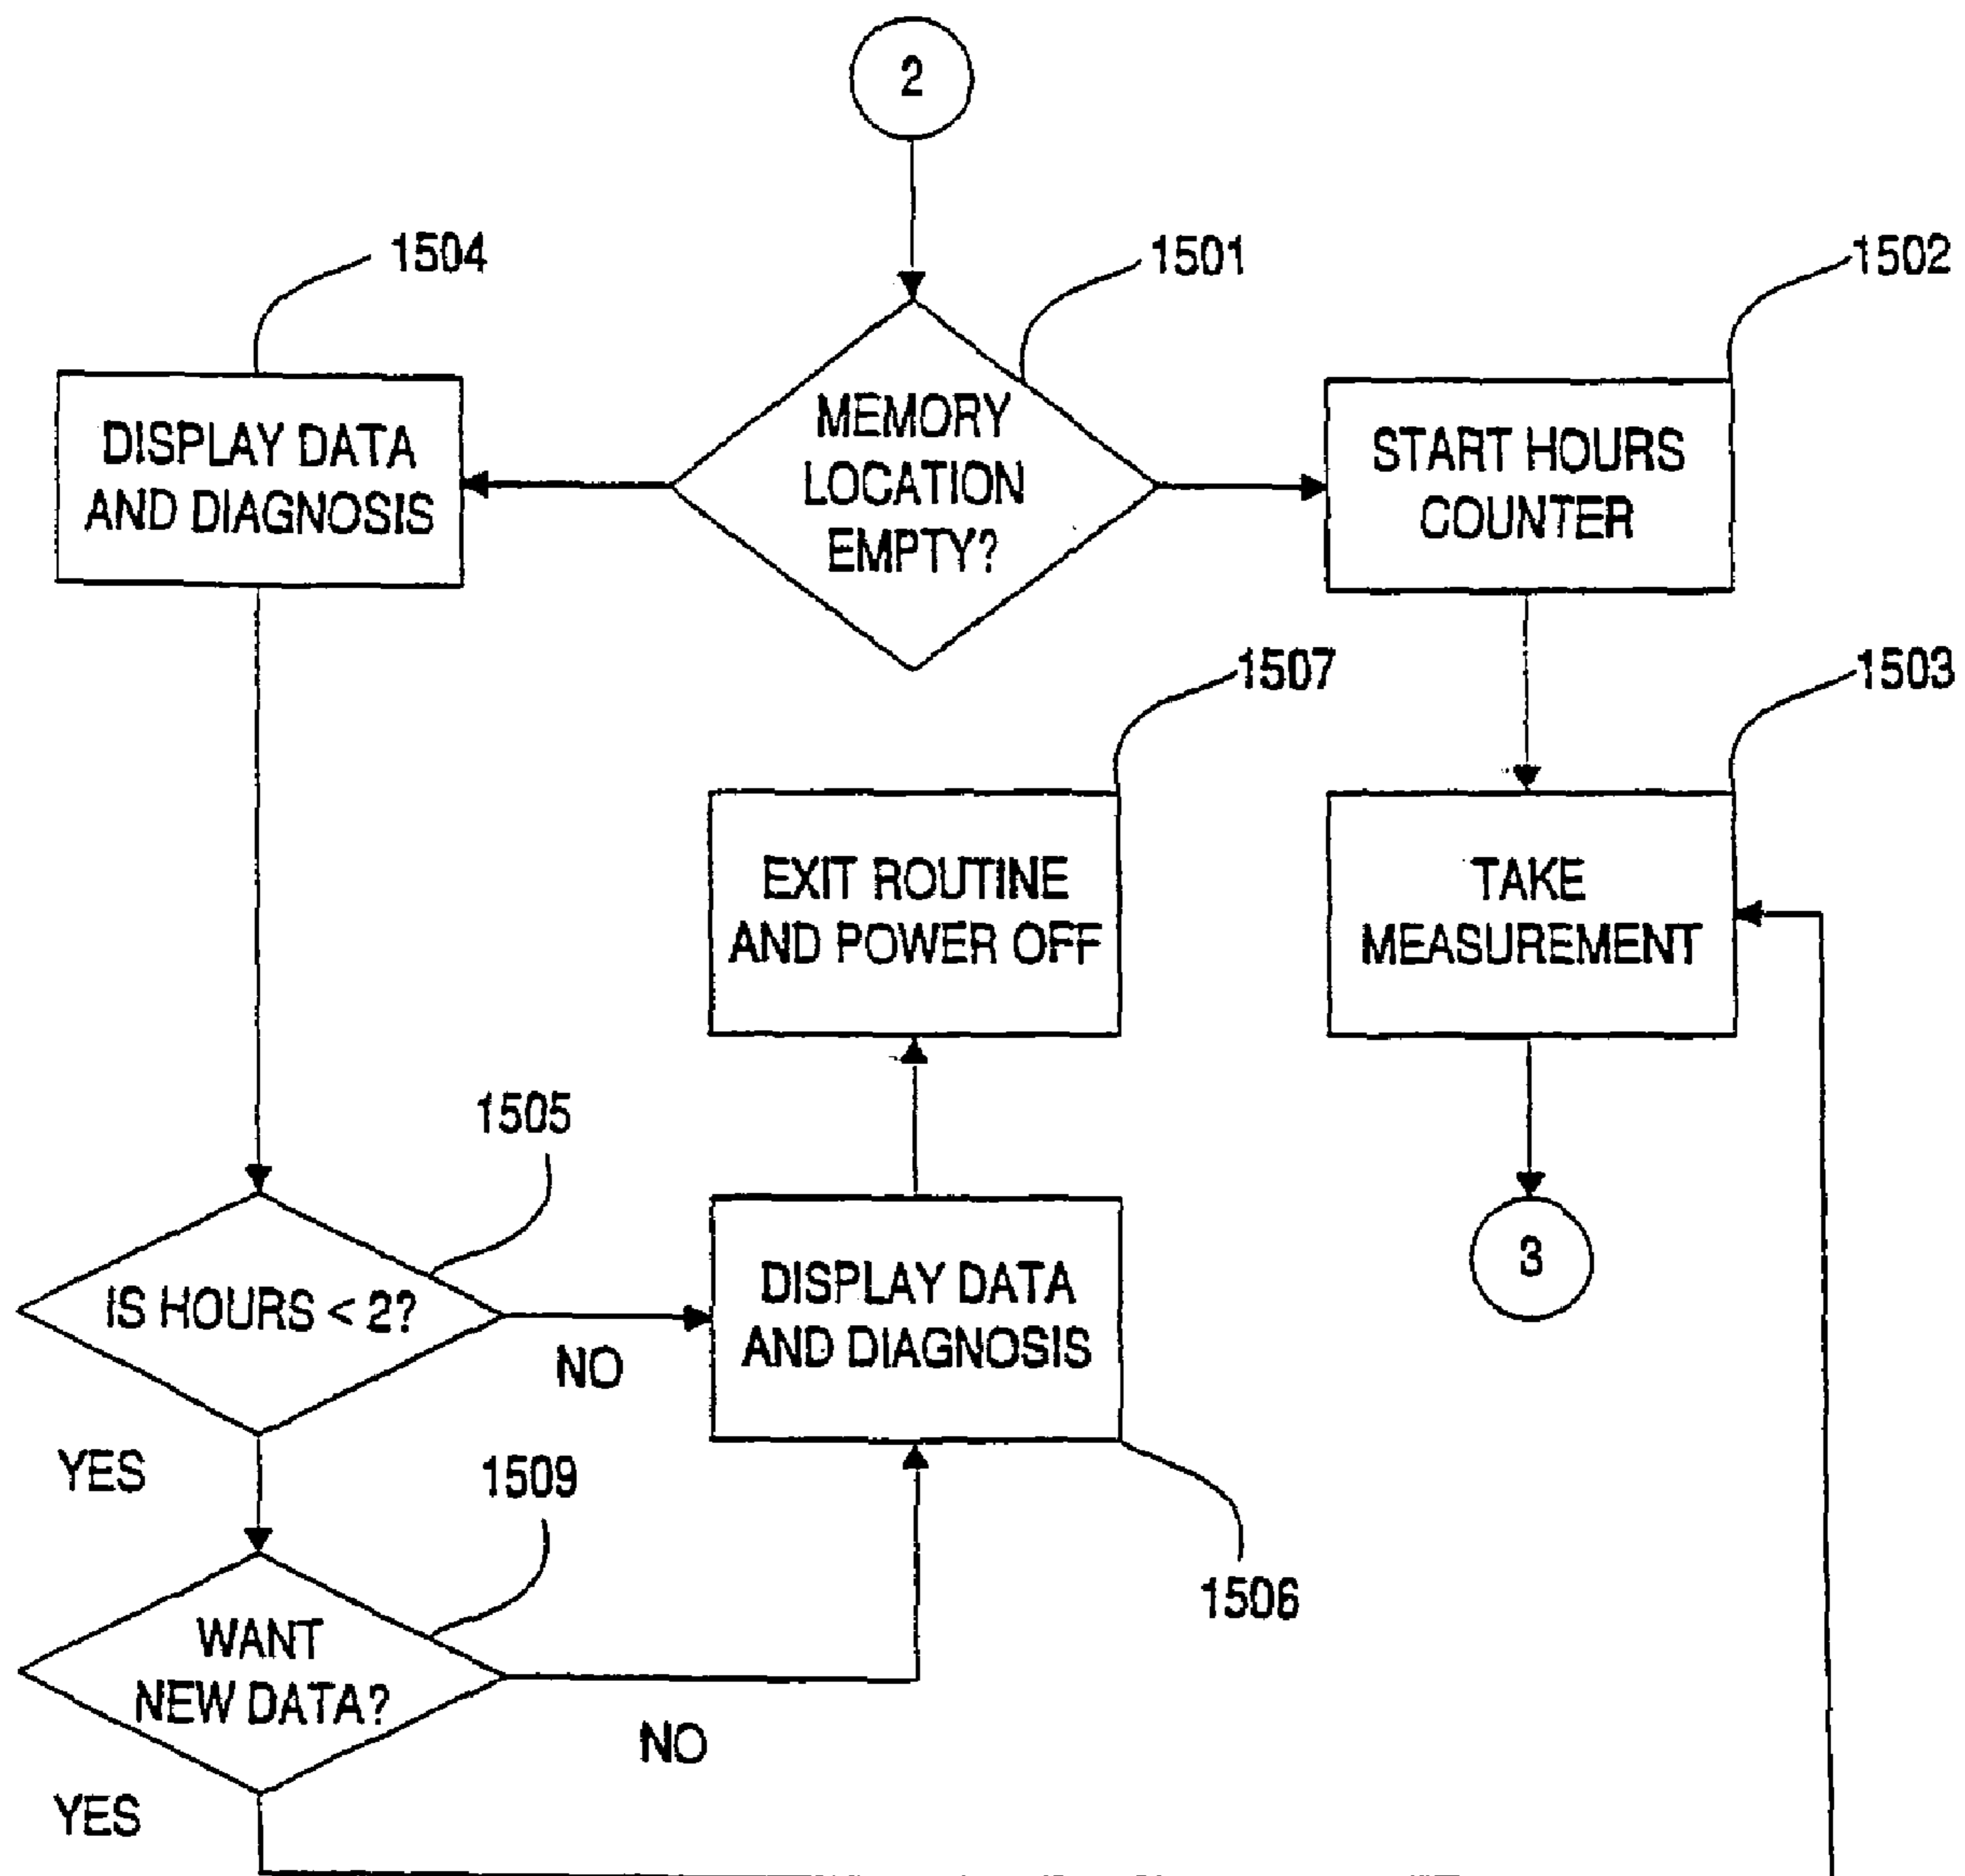 2
1504
1501
1502
DISPLAY DATA
AND DIAGNOSIS
MEMORY
LOCATION
EMPTY?
START HOURS
COUNTER
1507
1503
EXIT ROUTINE
AND POWER OFF
TAKE
MEASUREMENT
1505
IS HOURS < 2?
NO
DISPLAY DATA
AND DIAGNOSIS
3
YES
1509
1506
WANT
NEW DATA?
NO
YES